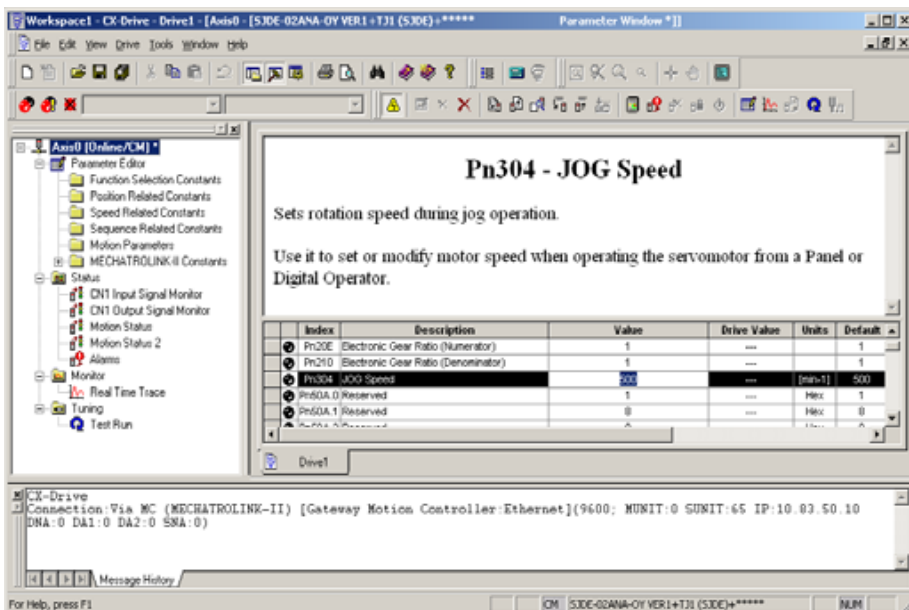 Workspace1 - CX-Drive - Drive1 - [Axis0 - [SJDE-02ANA-OY VER1+TJ1 (SJDE)+***** Parameter Window *]]
File Edit View Drive Tools Window Help
Axis0 [Online/CM] *
Parameter Editor
Function Selection Constants
Position Related Constants
Speed Related Constants
Sequence Related Constants
Motion Parameters
MECHATROLINK-II Constants
Status
CN1 Input Signal Monitor
CN1 Output Signal Monitor
Motion Status
Motion Status 2
Alarms
Monitor
Real Time Trace
Tuning
Test Run
Pn304 - JOG Speed
Sets rotation speed during jog operation.
Use it to set or modify motor speed when operating the servomotor from a Panel or
Digital Operator.
Index Description Value Drive Value Units Default
Pn20E Electronic Gear Ratio (Numerator) 1 --- 1
Pn210 Electronic Gear Ratio (Denominator) 1 --- 1
Pn304 JOG Speed 500 --- [min-1] 500
Pn50A.0 Reserved 1 --- Hex 1
Pn50A.1 Reserved 8 --- Hex 8
Drive1
CX-Drive
Connection:Via MC (MECHATROLINK-II) [Gateway Motion Controller:Ethernet](9600; MUNIT:0 SUNIT:65 IP:10.83.50.10
DNA:0 DA1:0 DA2:0 SNA:0)
Message History
For Help, press F1
CM SJDE-02ANA-OY VER1+TJ1 (SJDE)+***** NUM